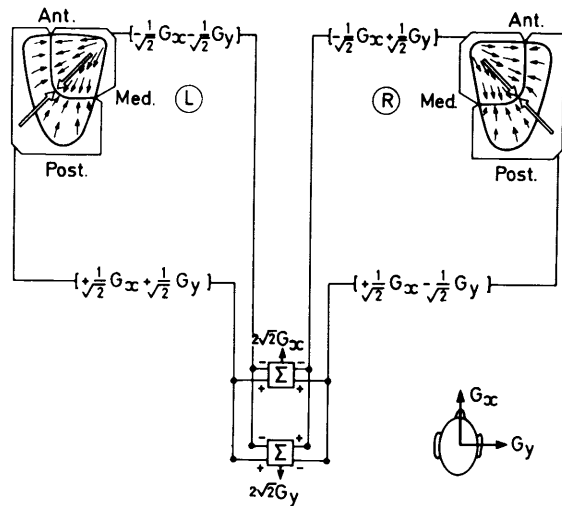 Ant.
{-1/√2 Gx -1/√2 Gy}
{-1/√2 Gx +1/√2 Gy}
Ant.
Med.
L
R
Med.
Post.
Post.
{+1/√2 Gx +1/√2 Gy}
{+1/√2 Gx -1/√2 Gy}
2√2Gx
- -
Σ
+ +
Gx
- +
Σ
+ -
Gy
2√2Gy